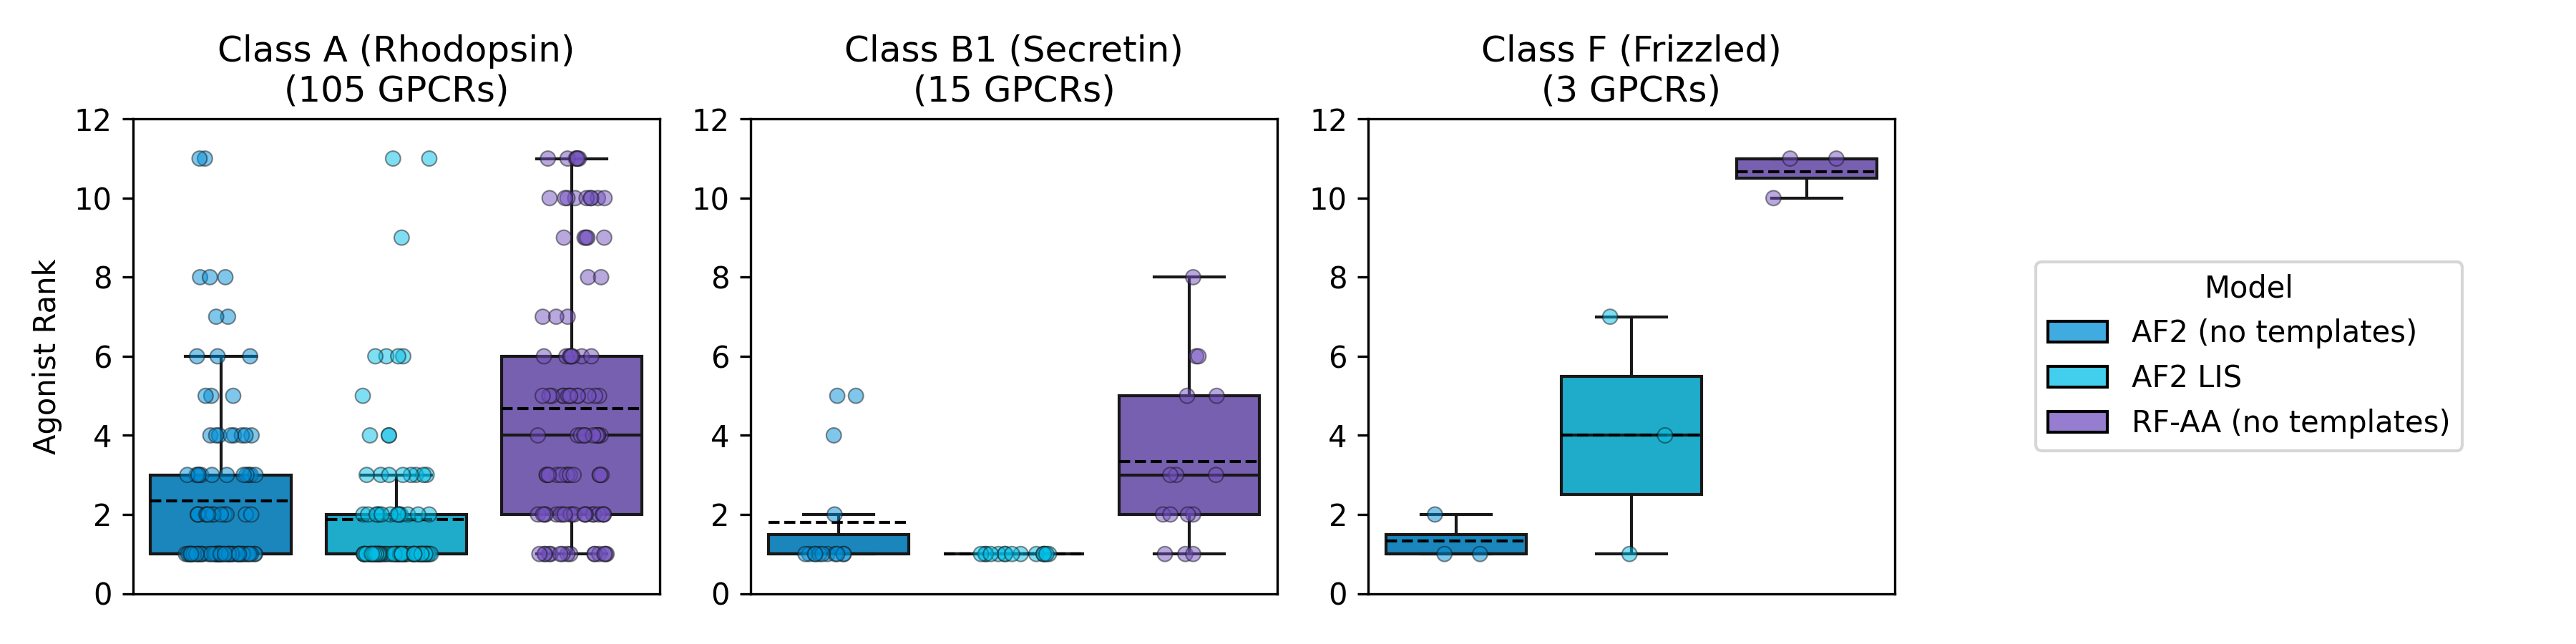 Class A (Rhodopsin)
(105 GPCRs)
Class B1 (Secretin)
(15 GPCRs)
Class F (Frizzled)
(3 GPCRs)
Agonist Rank
12
10
8
6
4
2
0
12
10
8
6
4
2
0
12
10
8
6
4
2
0
Model
AF2 (no templates)
AF2 LIS
RF-AA (no templates)